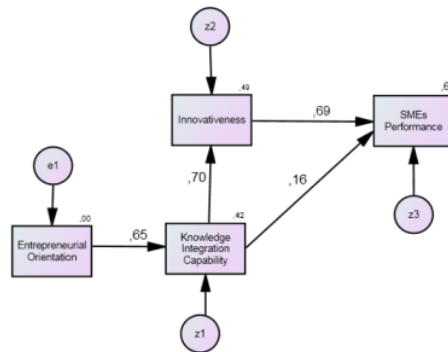 z2
,49
Innovativeness
,69
,6
SMEs
Performance
e1
,70
,16
z3
,00
Entrepreneurial
Orientation
,65
,42
Knowledge
Integration
Capability
z1